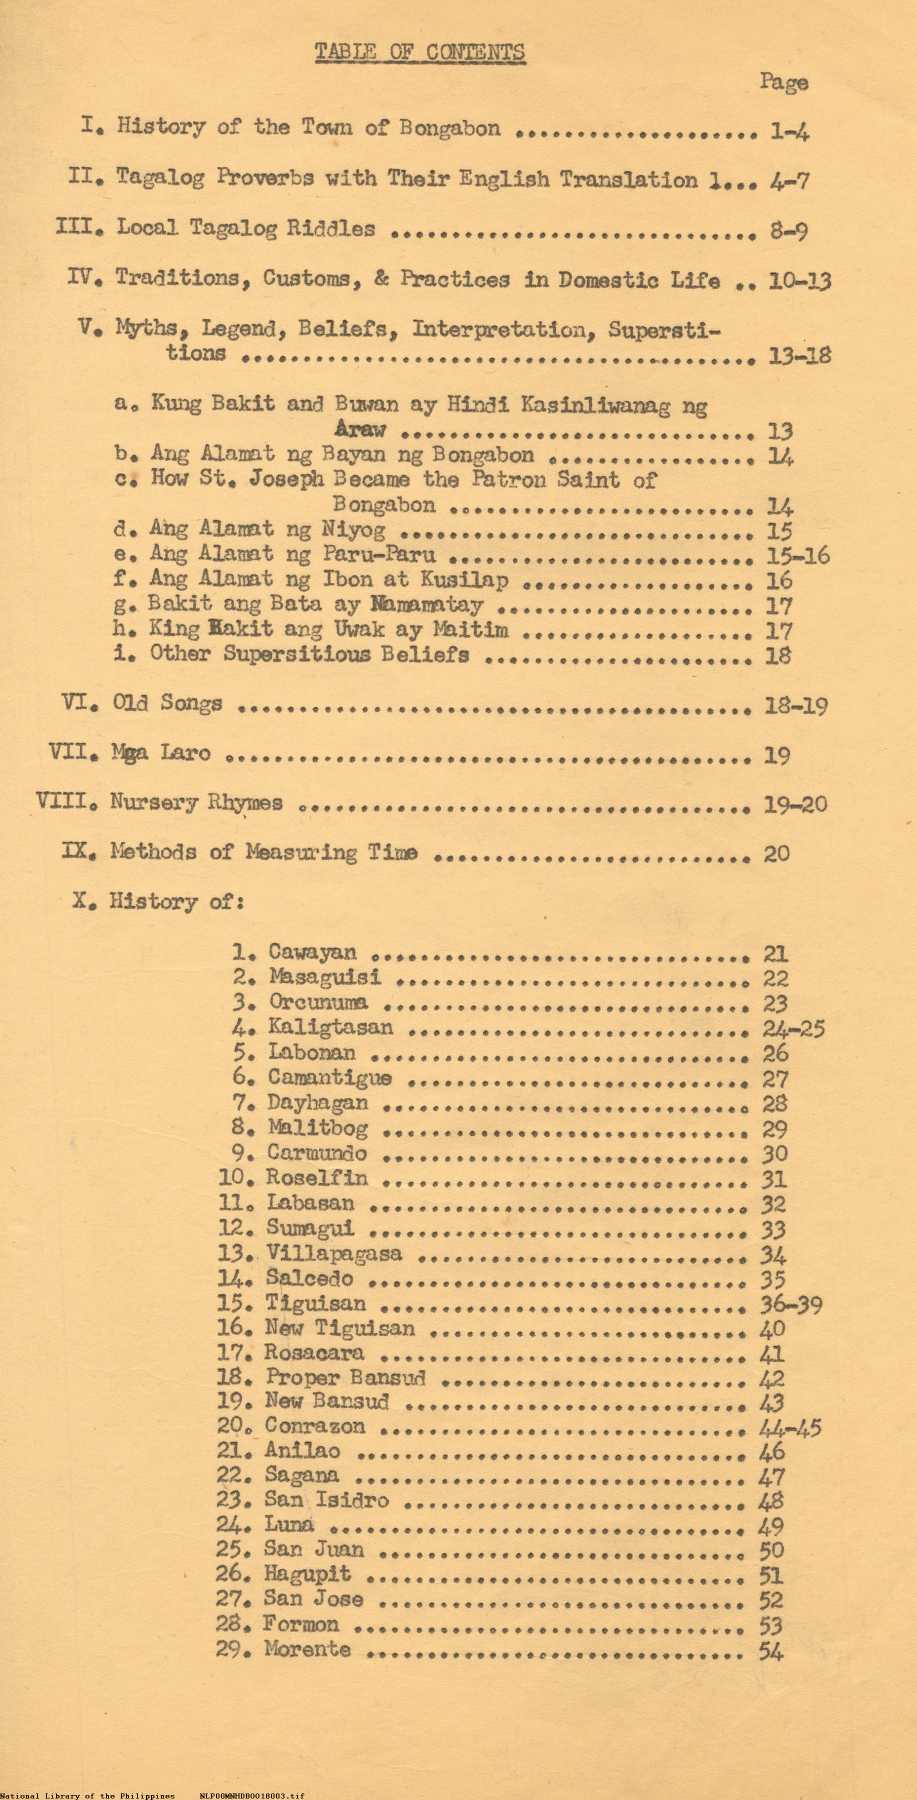 TABLE OF CONTENTS
Page
I. History of the Town of Bongabon .................... 1-4
II. Tagalog Proverbs with Their English Translation 1... 4-7
III. Local Tagalog Riddles .............................. 8-9
IV. Traditions, Customs, & Practices in Domestic Life .. 10-13
V. Myths, Legend, Beliefs, Interpretation, Supersti-
tions .......................................... 13-18
a. Kung Bakit and Buwan ay Hindi Kasinliwanag ng
Araw ............................. 13
b. Ang Alamat ng Bayan ng Bongabon ................. 14
c. How St. Joseph Became the Patron Saint of
Bongabon ......................... 14
d. Ang Alamat ng Niyog ............................. 15
e. Ang Alamat ng Paru-Paru ......................... 15-16
f. Ang Alamat ng Ibon at Kusilap ................... 16
g. Bakit ang Bata ay Namamatay ..................... 17
h. King Bakit ang Uwak ay Maitim ................... 17
i. Other Supersitious Beliefs ...................... 18
VI. Old Songs .......................................... 18-19
VII. Mga Laro ........................................... 19
VIII. Nursery Rhymes ..................................... 19-20
IX. Methods of Measuring Time .......................... 20
X. History of:
1. Cawayan ............................... 21
2. Masaguisi ............................. 22
3. Orcunuma .............................. 23
4. Kaligtasan ............................ 24-25
5. Labonan ............................... 26
6. Camantigue ............................ 27
7. Dayhagan .............................. 28
8. Malitbog .............................. 29
9. Carmundo .............................. 30
10. Roselfin .............................. 31
11. Labasan ............................... 32
12. Sumagui ............................... 33
13. Villapagasa ........................... 34
14. Salcedo ............................... 35
15. Tiguisan .............................. 36-39
16. New Tiguisan .......................... 40
17. Rosacara .............................. 41
18. Proper Bansud ......................... 42
19. New Bansud ............................ 43
20. Conrazon .............................. 44-45
21. Anilao ................................ 46
22. Sagana ................................ 47
23. San Isidro ............................ 48
24. Luna .................................. 49
25. San Juan .............................. 50
26. Hagupit ............................... 51
27. San Jose .............................. 52
28. Formon ................................ 53
29. Morente ............................... 54
National Library of the Philippines NLPOOMNHDB0018003.tif